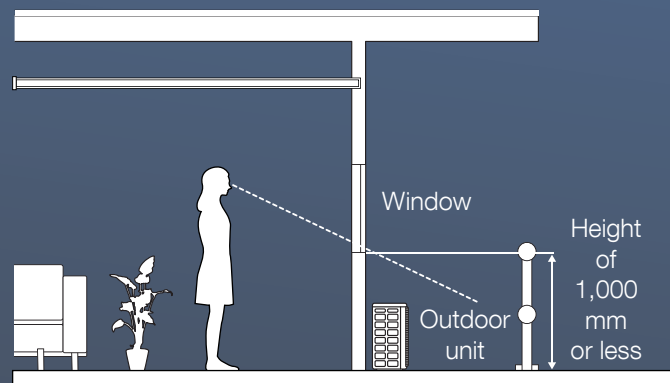 Window
Height
of
1,000
mm
or less
Outdoor
unit